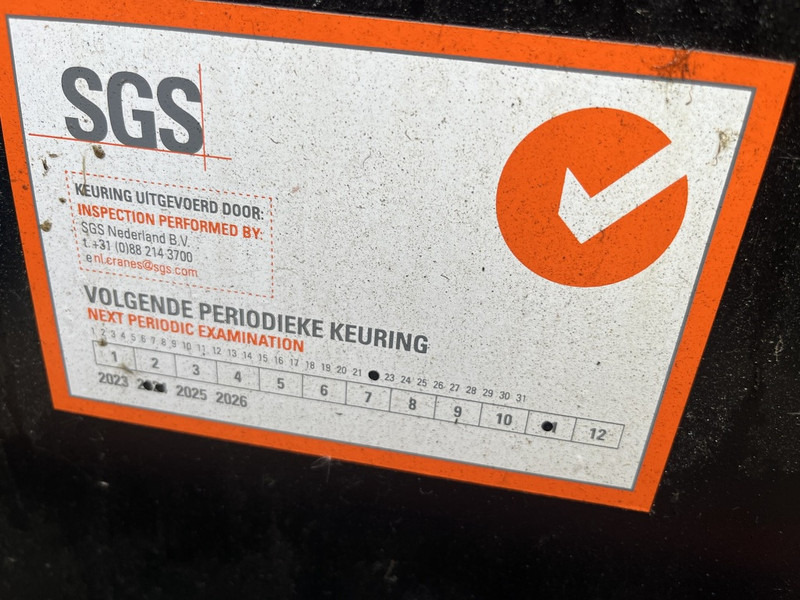 SGS
KEURING UITGEVOERD DOOR:
INSPECTION PERFORMED BY:
SGS Nederland B.V.
t. +31 (0)88 214 3700
e nl.cranes@sgs.com
VOLGENDE PERIODIEKE KEURING
NEXT PERIODIC EXAMINATION
1 2 3 4 5 6 7 8 9 10 11 12 13 14 15 16 17 18 19 20 21 23 24 25 26 27 28 29 30 31
1 2 3 4 5 6 7 8 9 10 12
2023 2025 2026